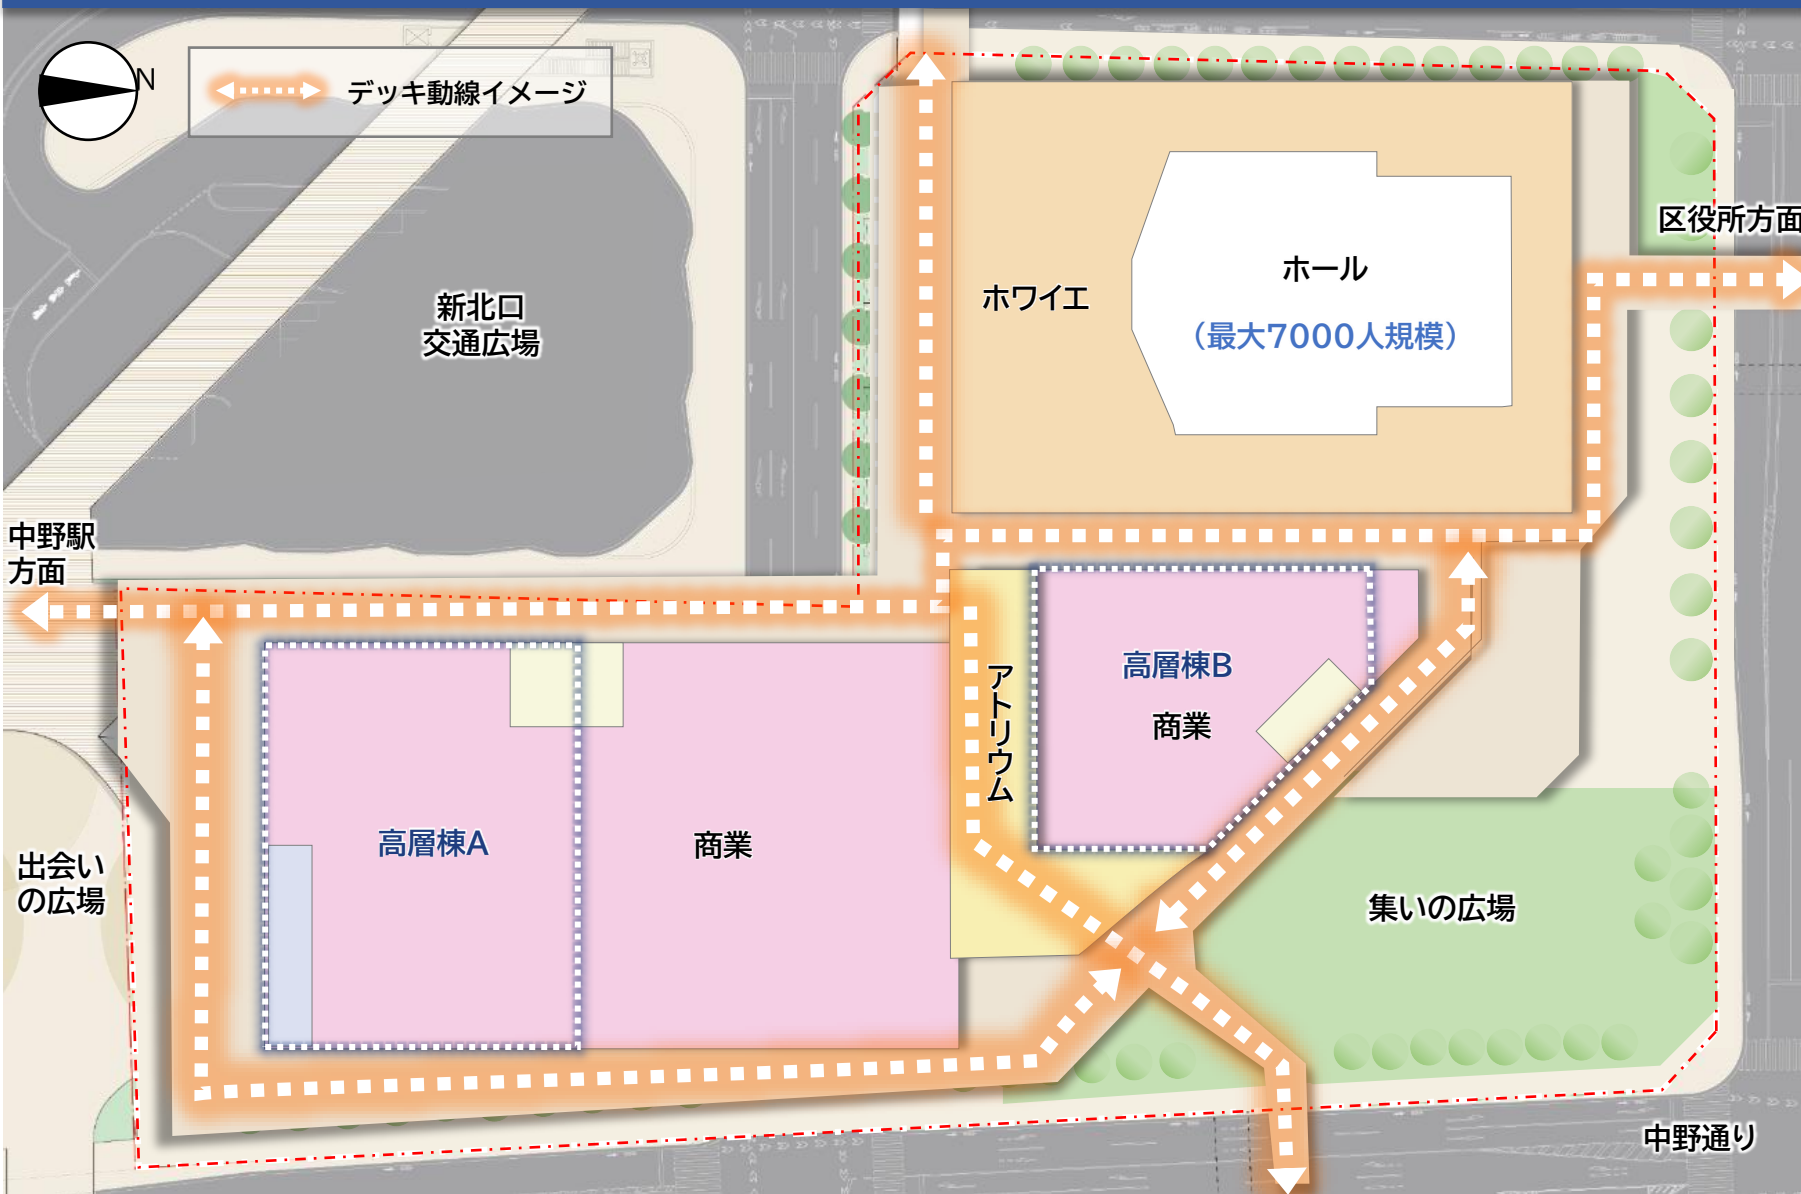 N
デッキ動線イメージ
区役所方面
ホール
（最大7000人規模）
ホワイエ
新北口
交通広場
中野駅
方面
アトリウム
高層棟B
商業
高層棟A
商業
出会い
の広場
集いの広場
中野通り